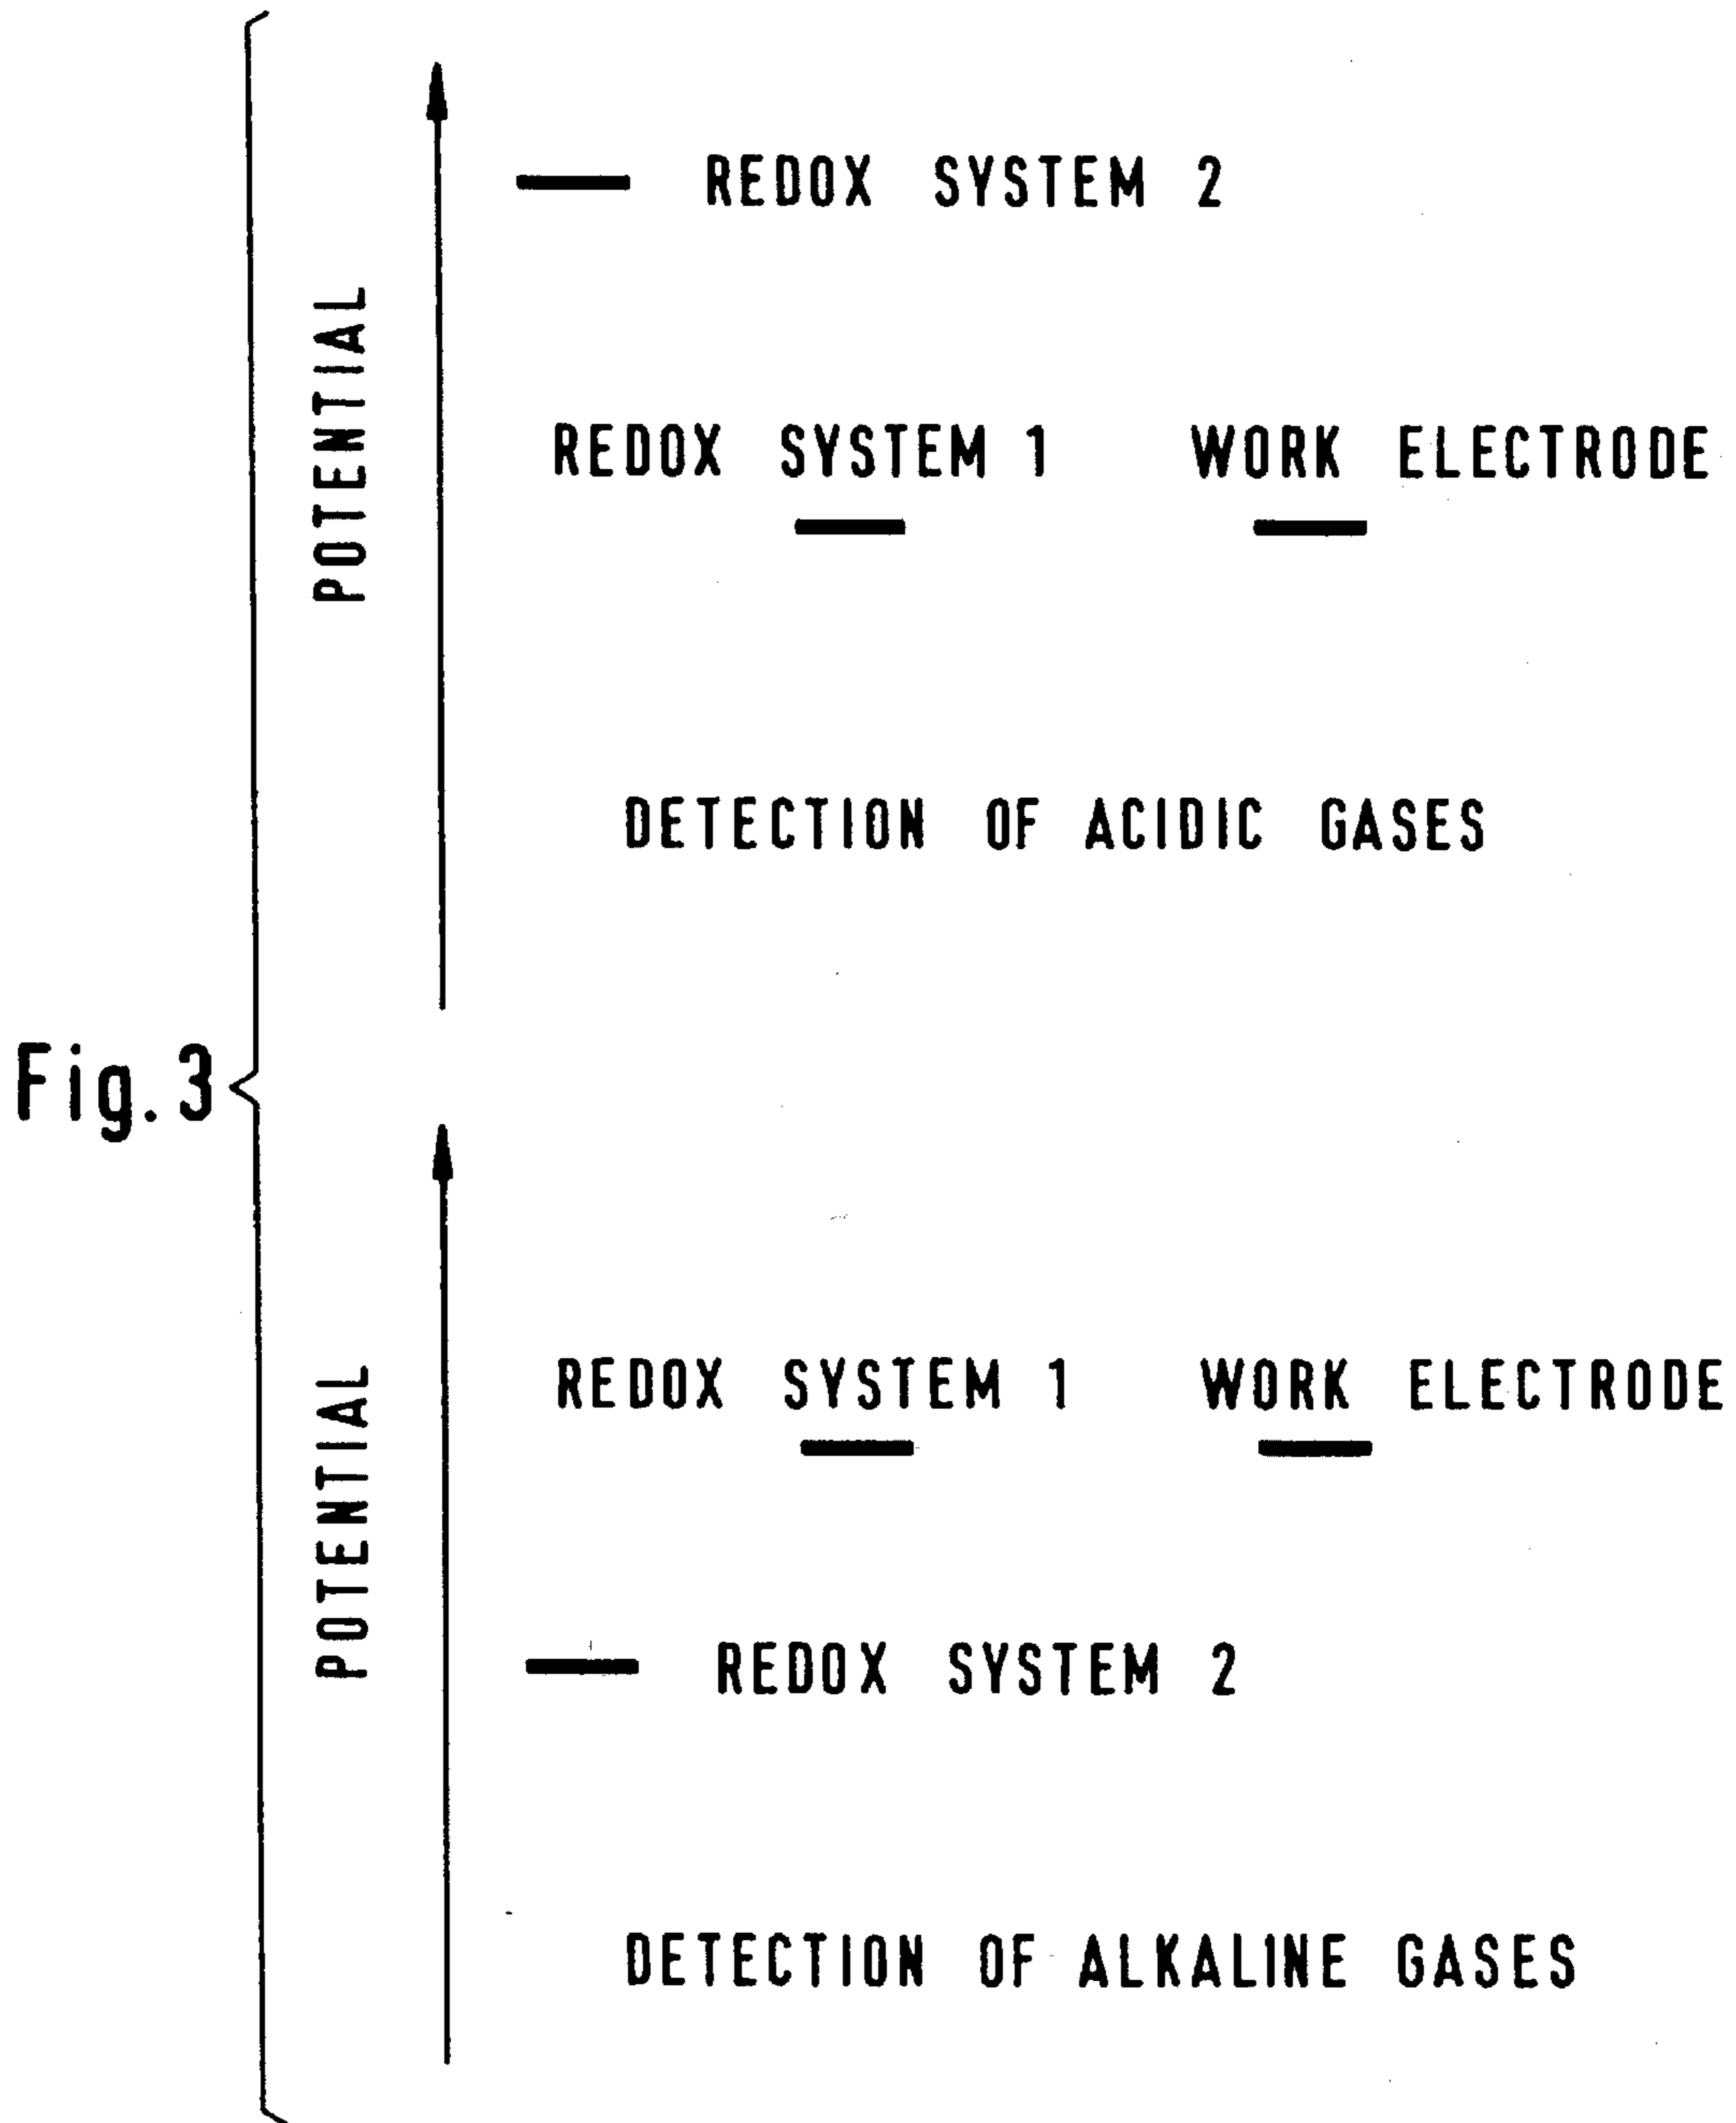 POTENTIAL
REDOX SYSTEM 2
REDOX SYSTEM 1 WORK ELECTRODE
DETECTION OF ACIDIC GASES
Fig. 3
POTENTIAL
REDOX SYSTEM 1 WORK ELECTRODE
REDOX SYSTEM 2
DETECTION OF ALKALINE GASES